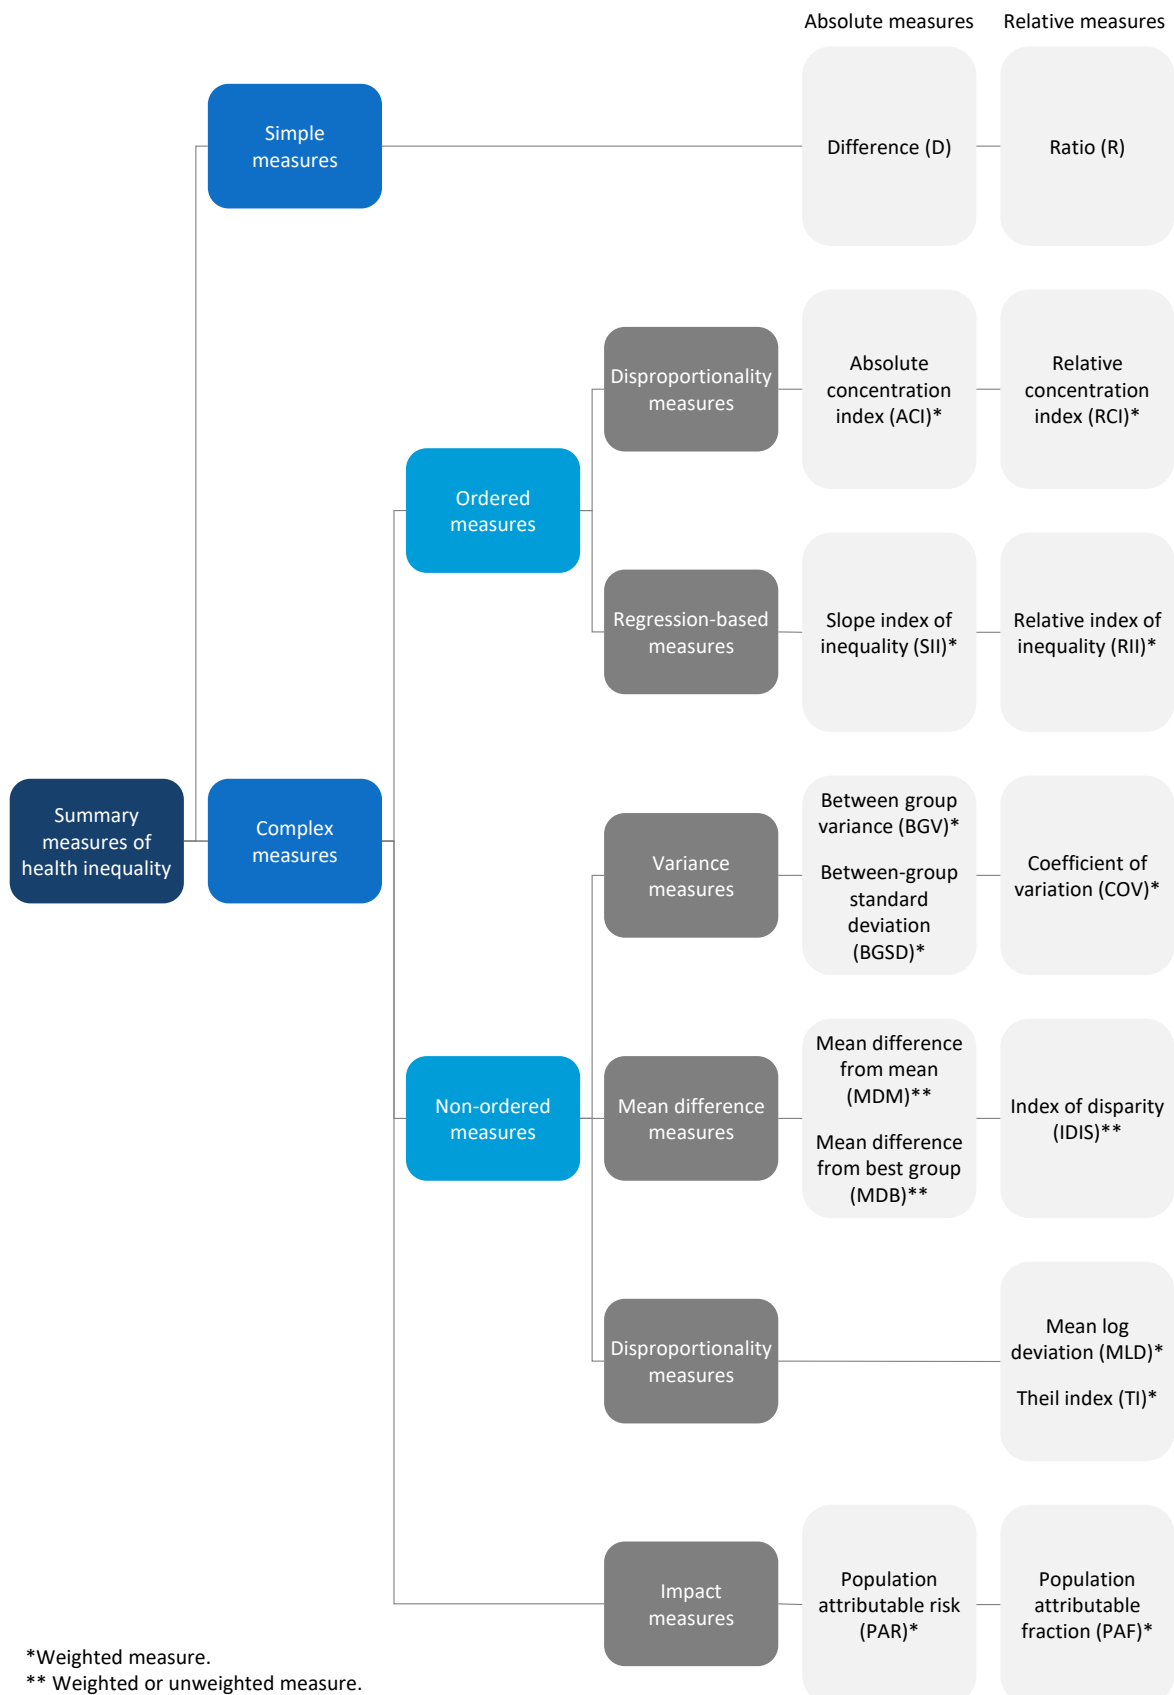 Absolute measures
Relative measures
Simple
measures
Difference (D)
Ratio (R)
Disproportionality
measures
Absolute
concentration
index (ACI)*
Relative
concentration
index (RCI)*
Ordered
measures
Regression-based
measures
Slope index of
inequality (SII)*
Relative index of
inequality (RII)*
Summary
measures of
health inequality
Complex
measures
Variance
measures
Between group
variance (BGV)*
Between-group
standard
deviation
(BGSD)*
Coefficient of
variation (COV)*
Non-ordered
measures
Mean difference
measures
Mean difference
from mean
(MDM)**
Mean difference
from best group
(MDB)**
Index of disparity
(IDIS)**
Disproportionality
measures
Mean log
deviation (MLD)*
Theil index (TI)*
Impact
measures
Population
attributable risk
(PAR)*
Population
attributable
fraction (PAF)*
*Weighted measure.
** Weighted or unweighted measure.